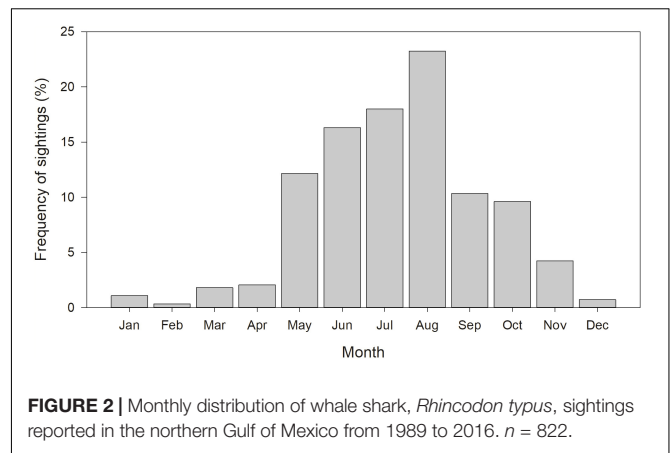 25
20
15
10
5
0
Frequency of sightings (%)
Jan Feb Mar Apr May Jun Jul Aug Sep Oct Nov Dec
Month
FIGURE 2 | Monthly distribution of whale shark, Rhincodon typus, sightings
reported in the northern Gulf of Mexico from 1989 to 2016. n = 822.